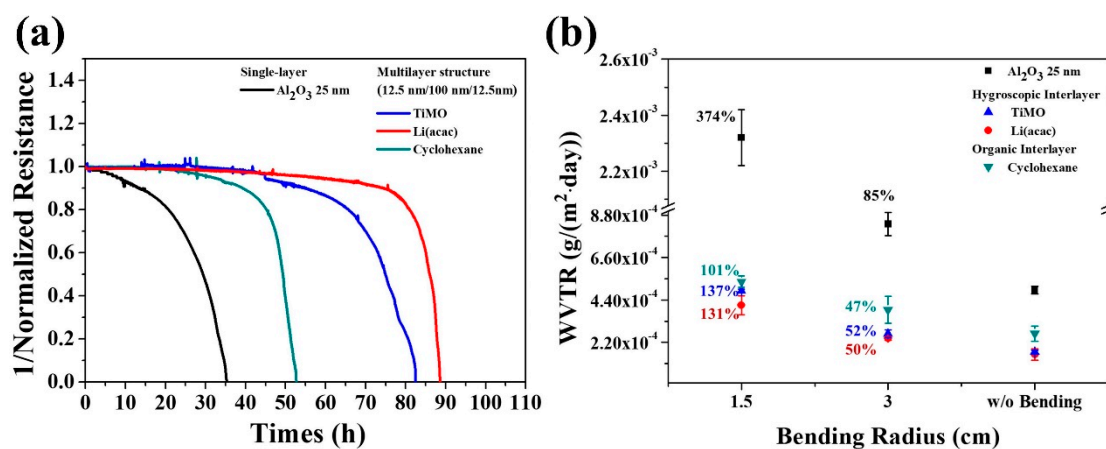 (a)
1/Normalized Resistance
1.4
1.2
1.0
0.8
0.6
0.4
0.2
0.0
Single-layer
Al2O3 25 nm
Multilayer structure
(12.5 nm/100 nm/12.5nm)
TiMO
Li(acac)
Cyclohexane
0 10 20 30 40 50 60 70 80 90 100 110
Times (h)
(b)
WVTR (g/(m²·day))
2.6x10⁻³
2.4x10⁻³
2.2x10⁻³
8.80x10⁻⁴
6.60x10⁻⁴
4.40x10⁻⁴
2.20x10⁻⁴
Al2O3 25 nm
Hygroscopic Interlayer
TiMO
Li(acac)
Organic Interlayer
Cyclohexane
374%
85%
101%
137%
131%
47%
52%
50%
1.5 3 w/o Bending
Bending Radius (cm)